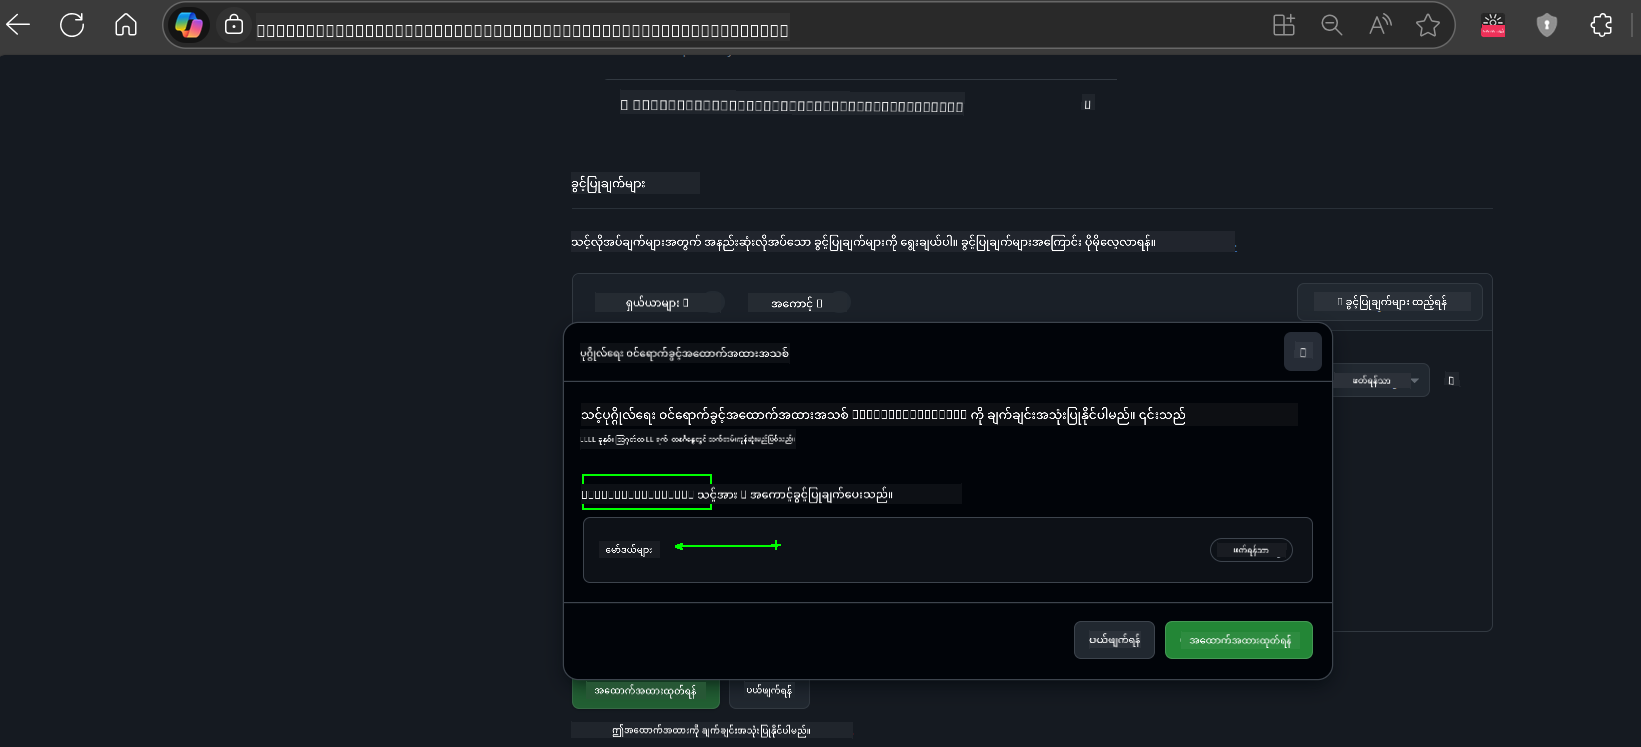 ခွင့်ပြုချက်များ
သင့်လိုအပ်ချက်များအတွက် အနည်းဆုံးလိုအပ်သော ခွင့်ပြုချက်များကို ရွေးချယ်ပါ။ ခွင့်ပြုချက်များအကြောင်း ပိုမိုလေ့လာရန်။
ရှယ်ယာများ
အကောင့်
ခွင့်ပြုချက်များ ထည့်ရန်
ပုဂ္ဂိုလ်ရေး ဝင်ရောက်ခွင့်အထောက်အထားအသစ်
ဖတ်ရန်သာ
သင့်ပုဂ္ဂိုလ်ရေး ဝင်ရောက်ခွင့်အထောက်အထားအသစ် ကို ချက်ချင်းအသုံးပြုနိုင်ပါမည်။ ၎င်းသည်
သင့်အား အကောင့်ခွင့်ပြုချက်ပေးသည်။
မော်ဒယ်များ
ဖတ်ရန်သာ
ပယ်ဖျက်ရန်
အထောက်အထားထုတ်ရန်
အထောက်အထားထုတ်ရန်
ပယ်ဖျက်ရန်
ဤအထောက်အထားကို ချက်ချင်းအသုံးပြုနိုင်ပါမည်။